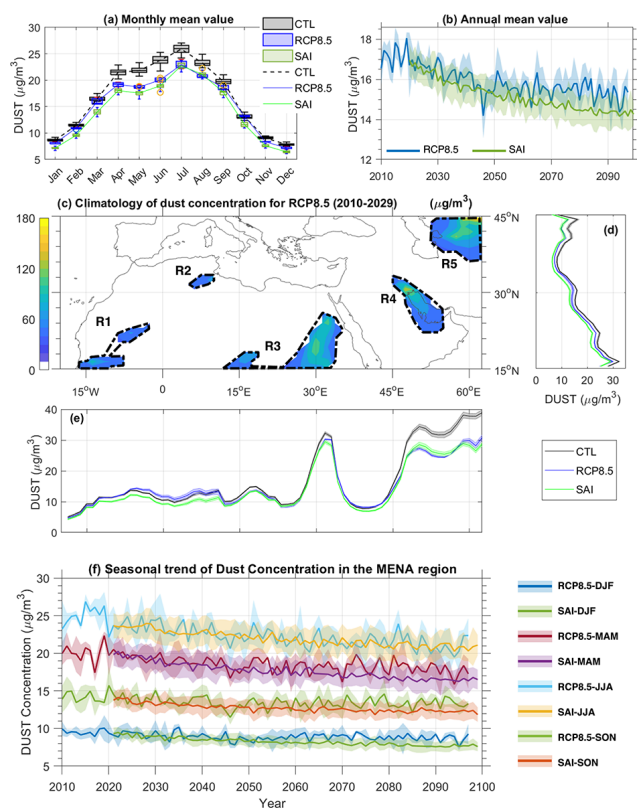 (a) Monthly mean value
DUST (μg/m³)
30
25
20
15
10
5
Jan
Feb
Mar
Apr
May
Jun
Jul
Aug
Sep
Oct
Nov
Dec
CTL
RCP8.5
SAI
CTL
RCP8.5
SAI
(b) Annual mean value
DUST (μg/m³)
18
16
14
12
RCP8.5
SAI
2010
2030
2050
2070
2090
(c) Climatology of dust concentration for RCP8.5 (2010-2029)
(μg/m³)
180
120
60
0
R1
R2
R3
R4
R5
15°W
0
15°E
30°E
45°E
60°E
45°N
30°N
15°N
(d)
0
10
20
30
DUST (μg/m³)
(e)
DUST (μg/m³)
40
30
20
10
0
CTL
RCP8.5
SAI
(f) Seasonal trend of Dust Concentration in the MENA region
DUST Concentration (μg/m³)
30
25
20
15
10
5
2010
2020
2030
2040
2050
2060
2070
2080
2090
2100
Year
RCP8.5-DJF
SAI-DJF
RCP8.5-MAM
SAI-MAM
RCP8.5-JJA
SAI-JJA
RCP8.5-SON
SAI-SON